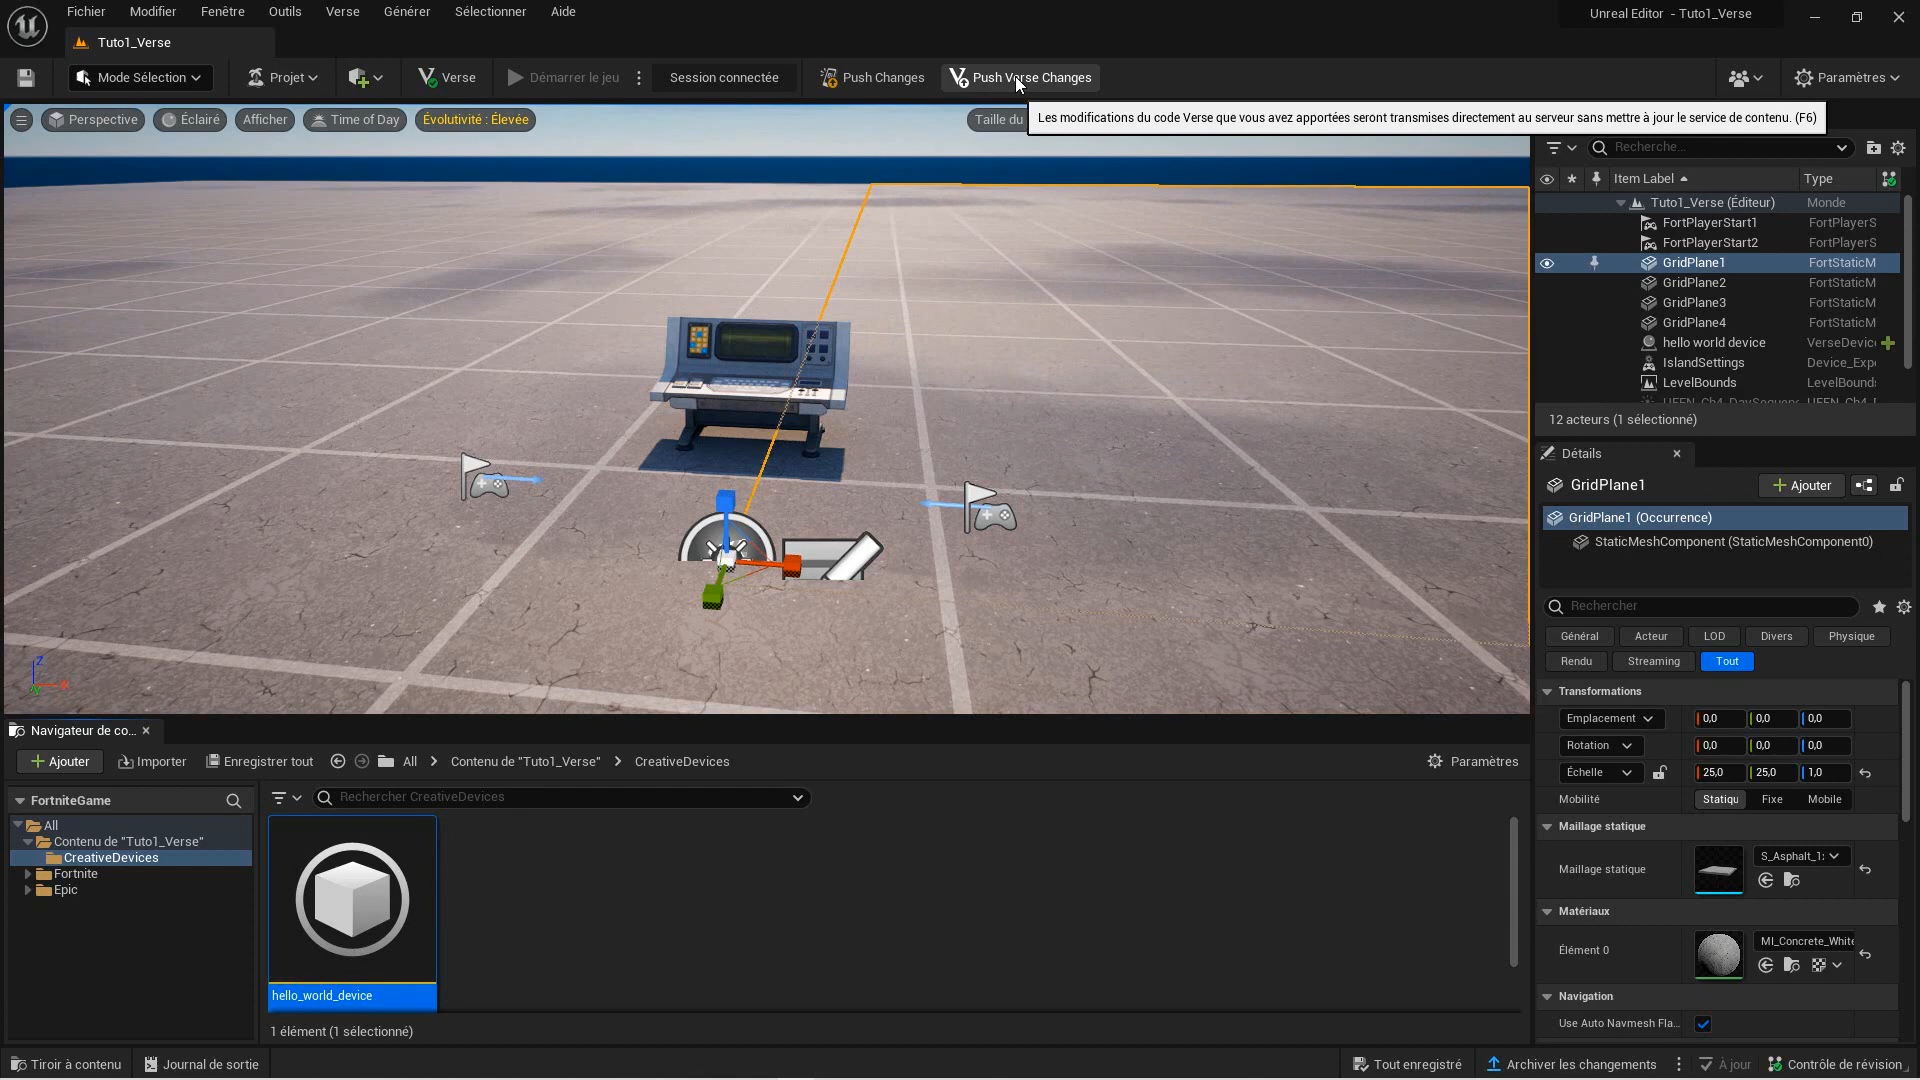 Fichier Modifier Fenêtre Outils Verse Générer Sélectionner Aide
Unreal Editor - Tuto1_Verse
Tuto1_Verse
Mode Sélection
Projet
Verse
Démarrer le jeu
Session connectée
Push Changes
Push Verse Changes
Paramètres
Perspective
Éclairé
Afficher
Time of Day
Évolutivité : Élevée
Taille du
Les modifications du code Verse que vous avez apportées seront transmises directement au serveur sans mettre à jour le service de contenu. (F6)
Recherche...
Item Label Type
Tuto1_Verse (Éditeur) Monde
FortPlayerStart1 FortPlayerS
FortPlayerStart2 FortPlayerS
GridPlane1 FortStaticM
GridPlane2 FortStaticM
GridPlane3 FortStaticM
GridPlane4 FortStaticM
hello world device VerseDevic
IslandSettings Device_Exp
LevelBounds LevelBound
12 acteurs (1 sélectionné)
Détails
GridPlane1
Ajouter
GridPlane1 (Occurrence)
StaticMeshComponent (StaticMeshComponent0)
Rechercher
Général Acteur LOD Divers Physique
Rendu Streaming Tout
Transformations
Emplacement 0,0 0,0 0,0
Rotation 0,0 0,0 0,0
Échelle 25,0 25,0 1,0
Mobilité Statiqu Fixe Mobile
Maillage statique
Maillage statique
S_Asphalt_1
Matériaux
Élément 0
MI_Concrete_White
Navigation
Use Auto Navmesh Fla...
Z
Navigateur de co...
Ajouter
Importer
Enregistrer tout
All > Contenu de "Tuto1_Verse" > CreativeDevices
Paramètres
FortniteGame
Rechercher CreativeDevices
All
Contenu de "Tuto1_Verse"
CreativeDevices
Fortnite
Epic
hello_world_device
1 élément (1 sélectionné)
Tiroir à contenu
Journal de sortie
Tout enregistré
Archiver les changements
À jour
Contrôle de révision